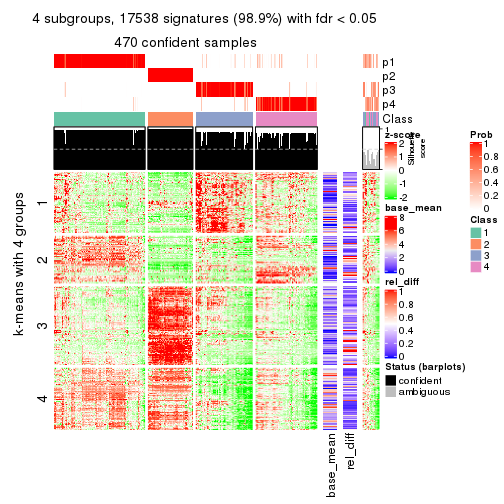 4 subgroups, 17538 signatures (98.9%) with fdr < 0.05
470 confident samples
p1
p2
p3
p4
Class
1
Silhouette
score
z-score
2
1
0
-1
-2
base_mean
8
6
4
2
0
rel_diff
1
0.8
0.6
0.4
0.2
0
Status (barplots)
confident
ambiguous
Prob
1
0.8
0.6
0.4
0.2
0
Class
1
2
3
4
k-means with 4 groups
1
2
3
4
base_mean
rel_diff